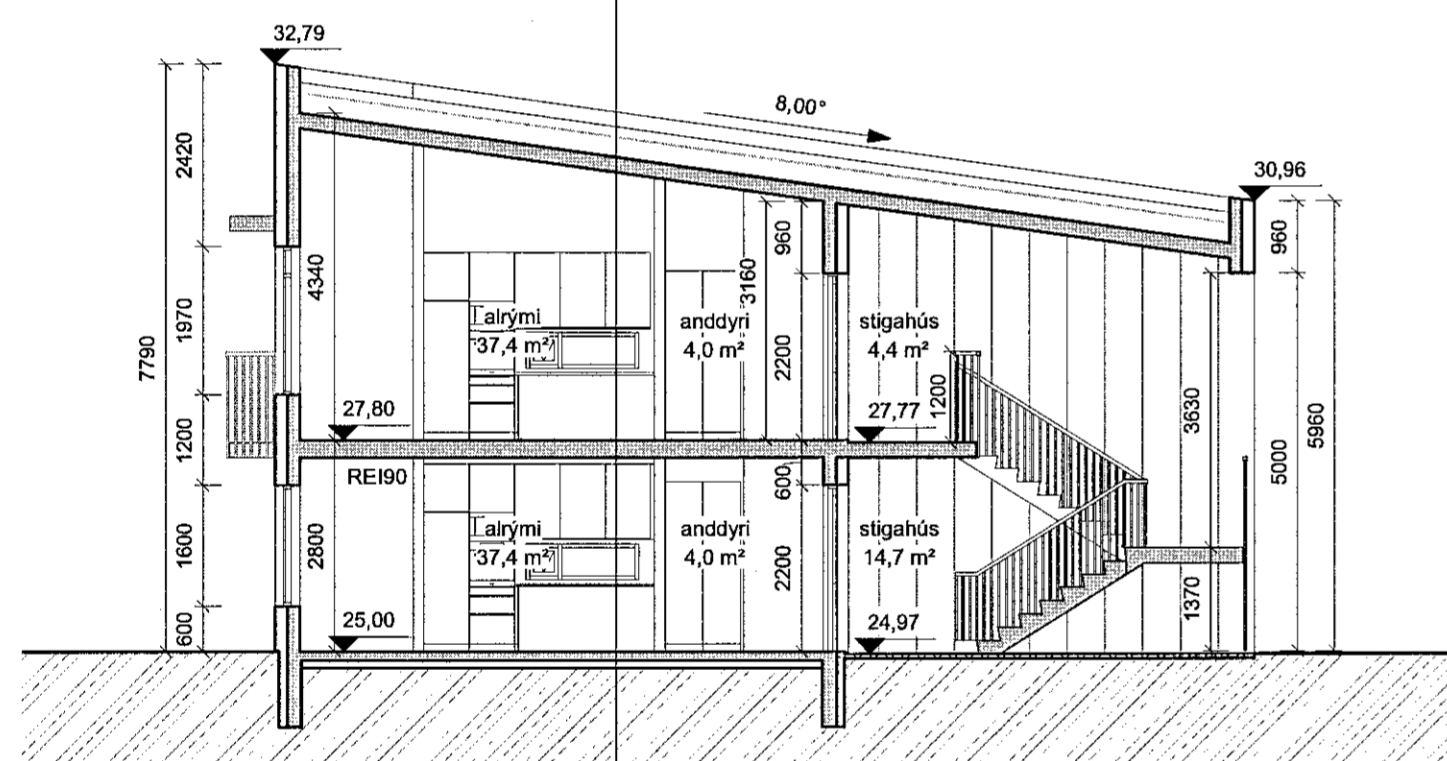 32,79
8,00°
30,96
2420
960
960
4340
3160
1970
7790
alrými
37,4 m²
anddyri
4,0 m²
stigahús
4,4 m²
2200
1200
3630
5960
5000
27,80
27,77
1200
REI90
600
alrými
37,4 m²
anddyri
4,0 m²
stigahús
14,7 m²
1600
2800
2200
1370
600
25,00
24,97